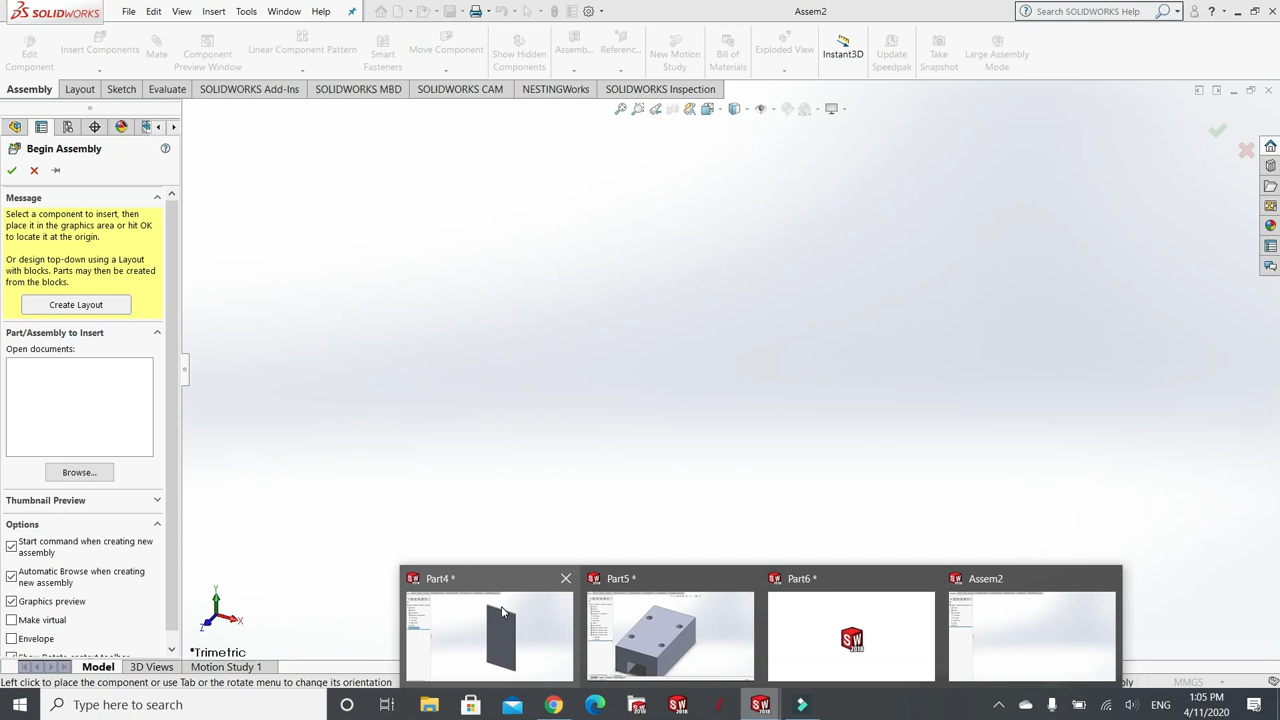 SOLIDWORKS File Edit View Insert Tools Window Help Assem2 Search SOLIDWORKS Help
Edit Component Insert Components Mate Component Preview Window Linear Component Pattern Smart Fasteners Move Component Show Hidden Components Assemb... Referenc... New Motion Study Bill of Materials Exploded View Instant3D Update Speedpak Take Snapshot Large Assembly Mode
Assembly Layout Sketch Evaluate SOLIDWORKS Add-Ins SOLIDWORKS MBD SOLIDWORKS CAM NESTINGWorks SOLIDWORKS Inspection
Begin Assembly
Message
Select a component to insert, then
place it in the graphics area or hit OK
to locate it at the origin.
Or design top-down using a Layout
with blocks. Parts may then be created
from the blocks.
Create Layout
Part/Assembly to Insert
Open documents:
Browse...
Thumbnail Preview
Options
Start command when creating new
assembly
Automatic Browse when creating
new assembly
Graphics preview
Make virtual
Envelope
Y
X
Z
*Trimetric
Part4 * Part5 * Part6 * Assem2
SW
2018
Model 3D Views Motion Study 1
Left click to place the component or use Tab or the rotate menu to change its orientation
MMGS
Type here to search
ENG
1:05 PM
4/11/2020